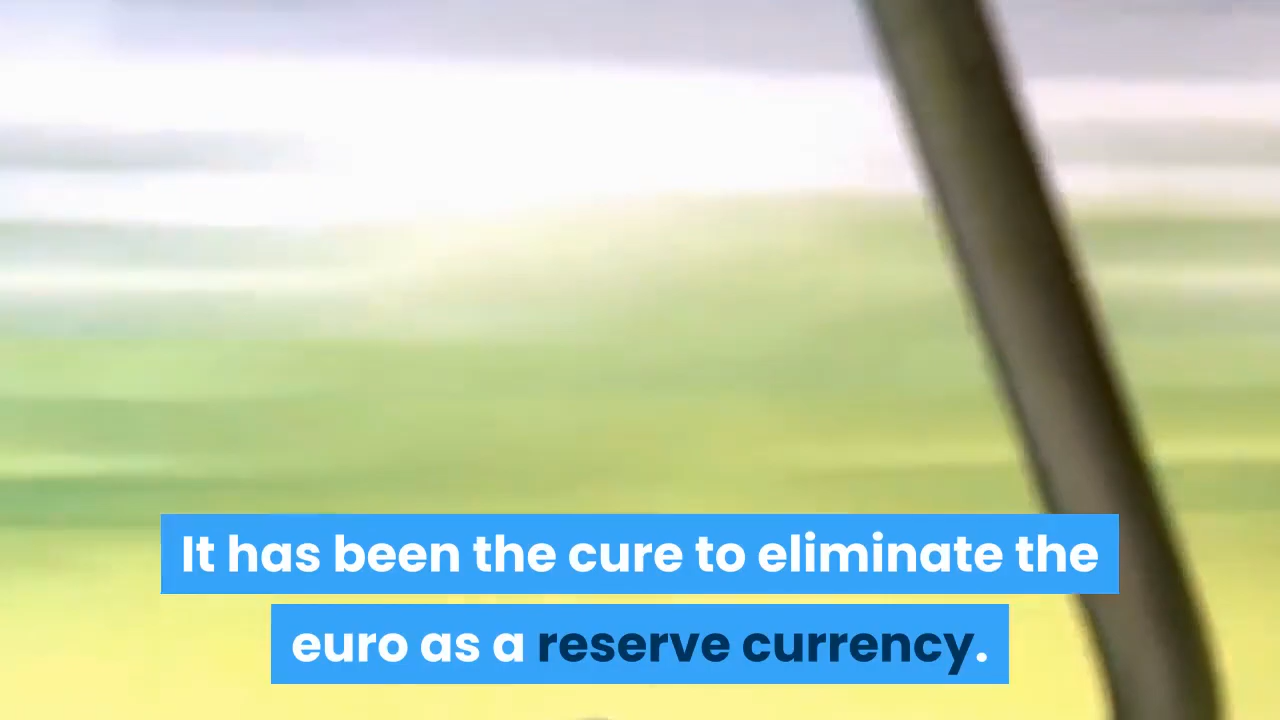 It has been the cure to eliminate the
euro as a reserve currency.